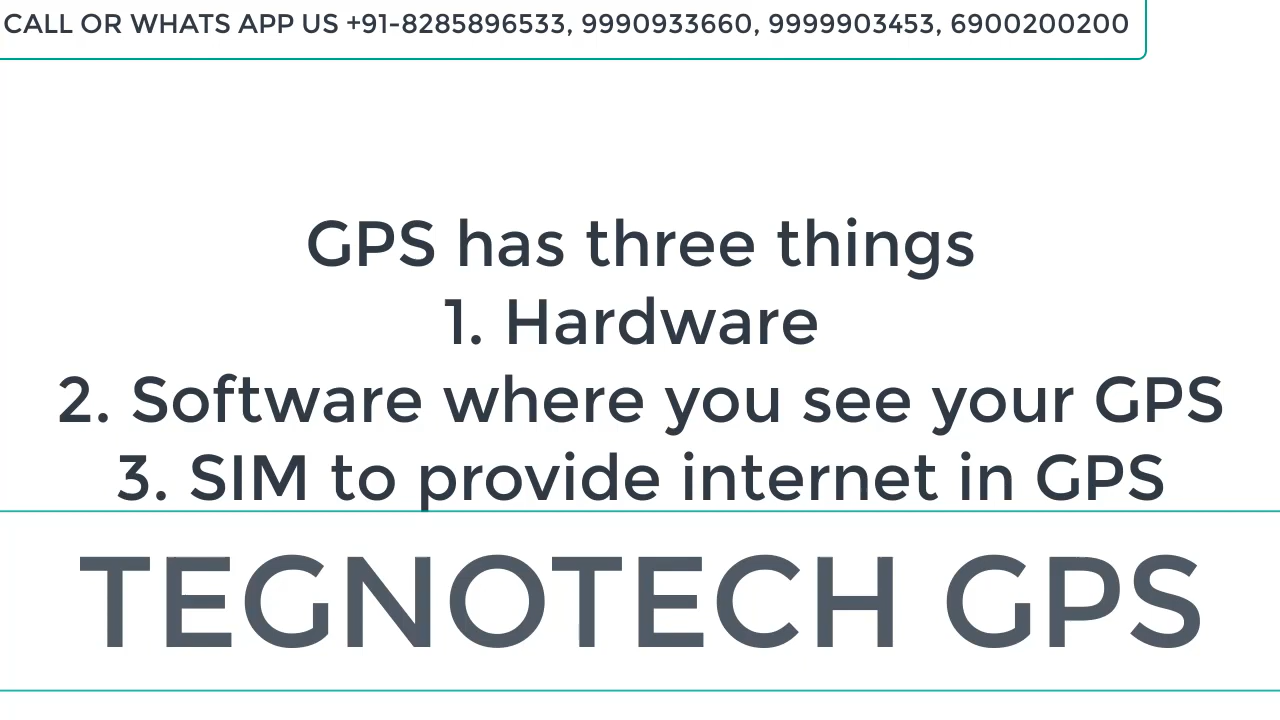 CALL OR WHATS APP US +91-8285896533, 9990933660, 9999903453, 6900200200
GPS has three things
1. Hardware
2. Software where you see your GPS
3. SIM to provide internet in GPS
TEGNOTECH GPS